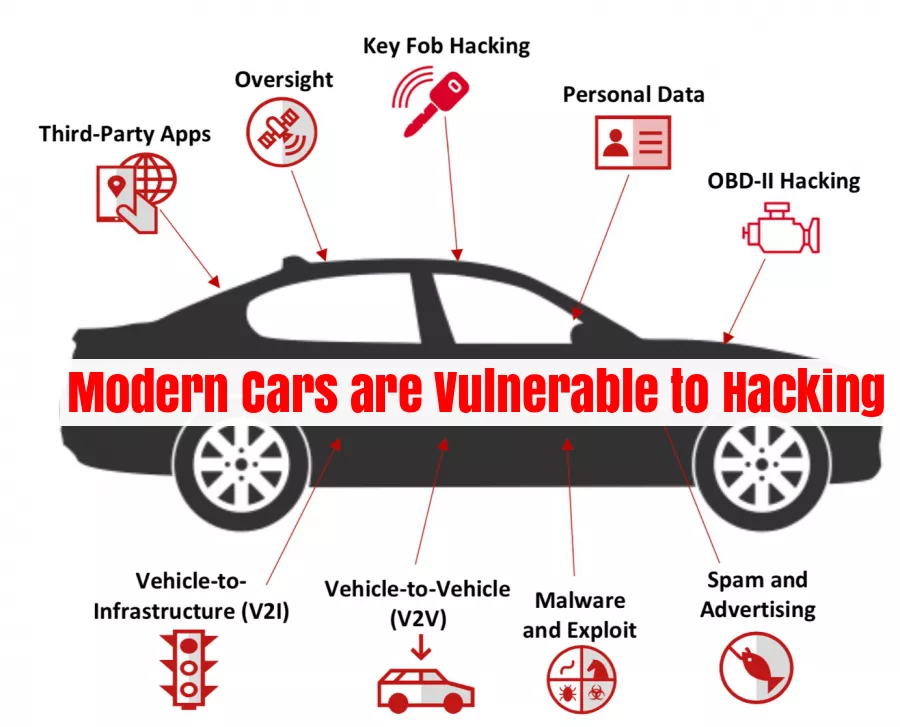 Key Fob Hacking
Oversight
Personal Data
Third-Party Apps
OBD-II Hacking
Modern Cars are Vulnerable to Hacking
Vehicle-to-
Infrastructure (V2I)
Vehicle-to-Vehicle
(V2V)
Malware
and Exploit
Spam and
Advertising